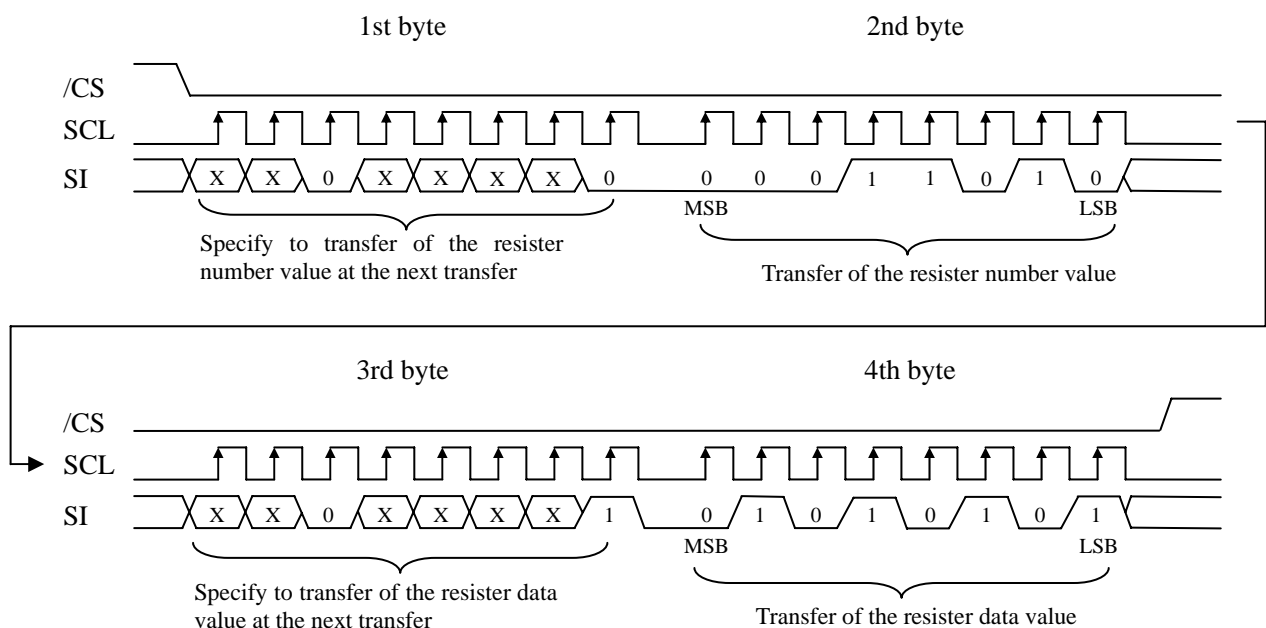 1st byte 2nd byte
/CS
SCL
SI X X 0 X X X X 0 0 0 0 1 1 0 1 0
MSB LSB
Specify to transfer of the resister
number value at the next transfer
Transfer of the resister number value
3rd byte 4th byte
/CS
SCL
SI X X 0 X X X X 1 0 1 0 1 0 1 0 1
MSB LSB
Specify to transfer of the resister data
value at the next transfer
Transfer of the resister data value